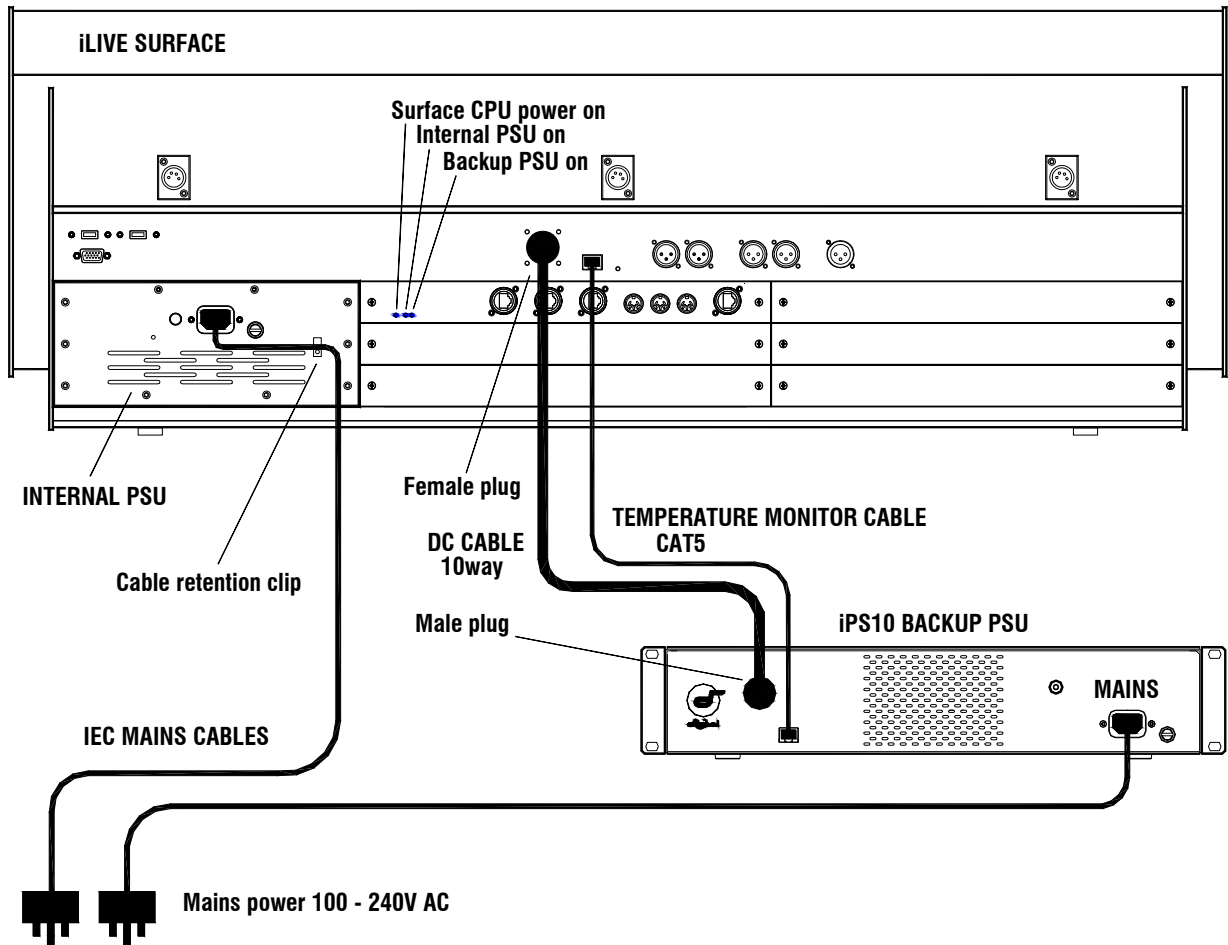 iLIVE SURFACE
Surface CPU power on
Internal PSU on
Backup PSU on
INTERNAL PSU
Female plug
TEMPERATURE MONITOR CABLE
CAT5
DC CABLE
10way
Cable retention clip
Male plug
iPS10 BACKUP PSU
MAINS
IEC MAINS CABLES
Mains power 100 - 240V AC